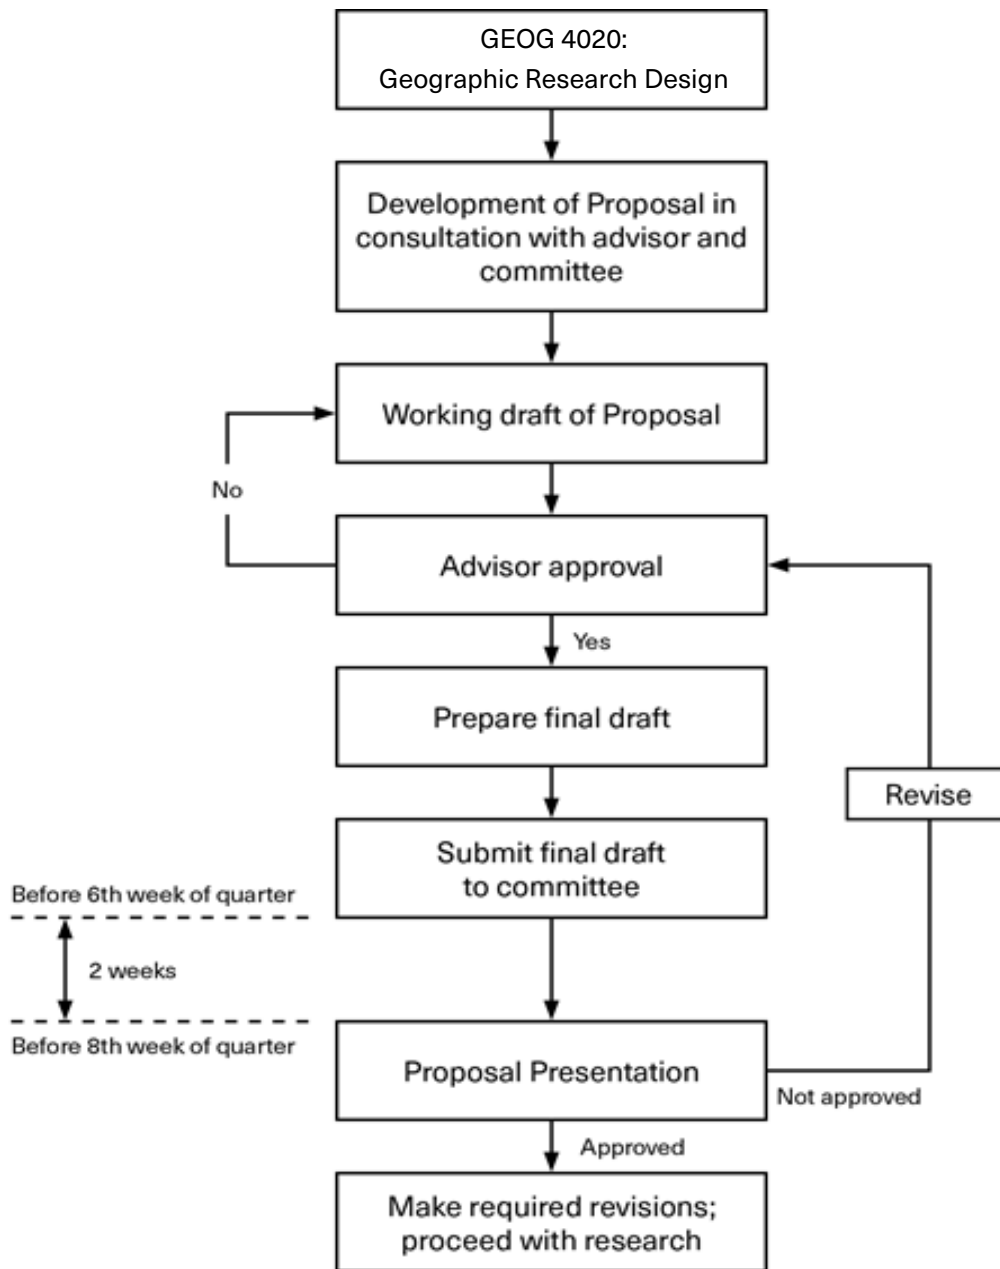 GEOG 4020:
Geographic Research Design
Development of Proposal in
consultation with advisor and
committee
Working draft of Proposal
No
Advisor approval
Yes
Prepare final draft
Revise
Submit final draft
to committee
Before 6th week of quarter
2 weeks
Before 8th week of quarter
Proposal Presentation
Not approved
Approved
Make required revisions;
proceed with research